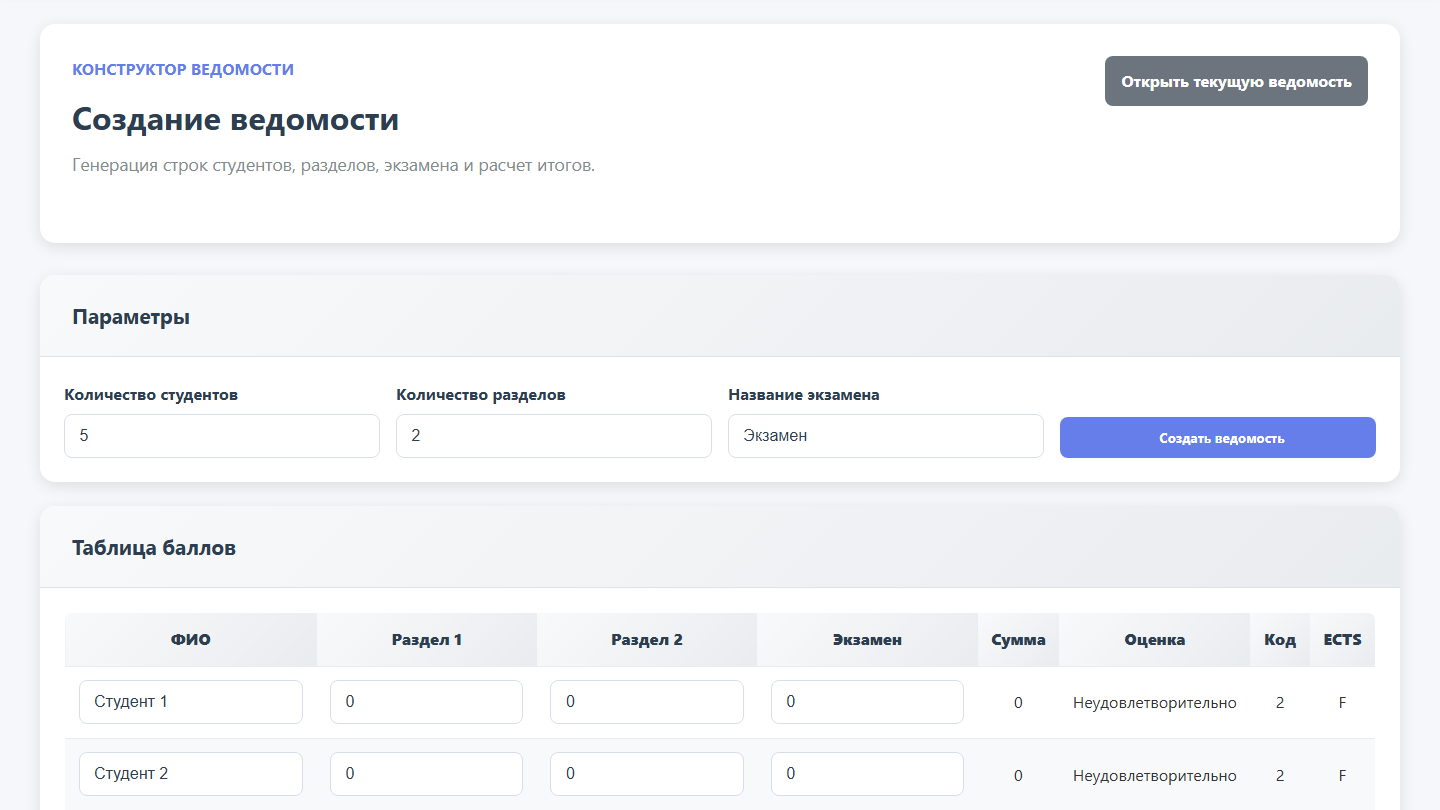 КОНСТРУКТОР ВЕДОМОСТИ
Открыть текущую ведомость
Создание ведомости
Генерация строк студентов, разделов, экзамена и расчет итогов.
Параметры
Количество студентов Количество разделов Название экзамена
5 2 Экзамен Создать ведомость
Таблица баллов
ФИО Раздел 1 Раздел 2 Экзамен Сумма Оценка Код ECTS
Студент 1 0 0 0 0 Неудовлетворительно 2 F
Студент 2 0 0 0 0 Неудовлетворительно 2 F